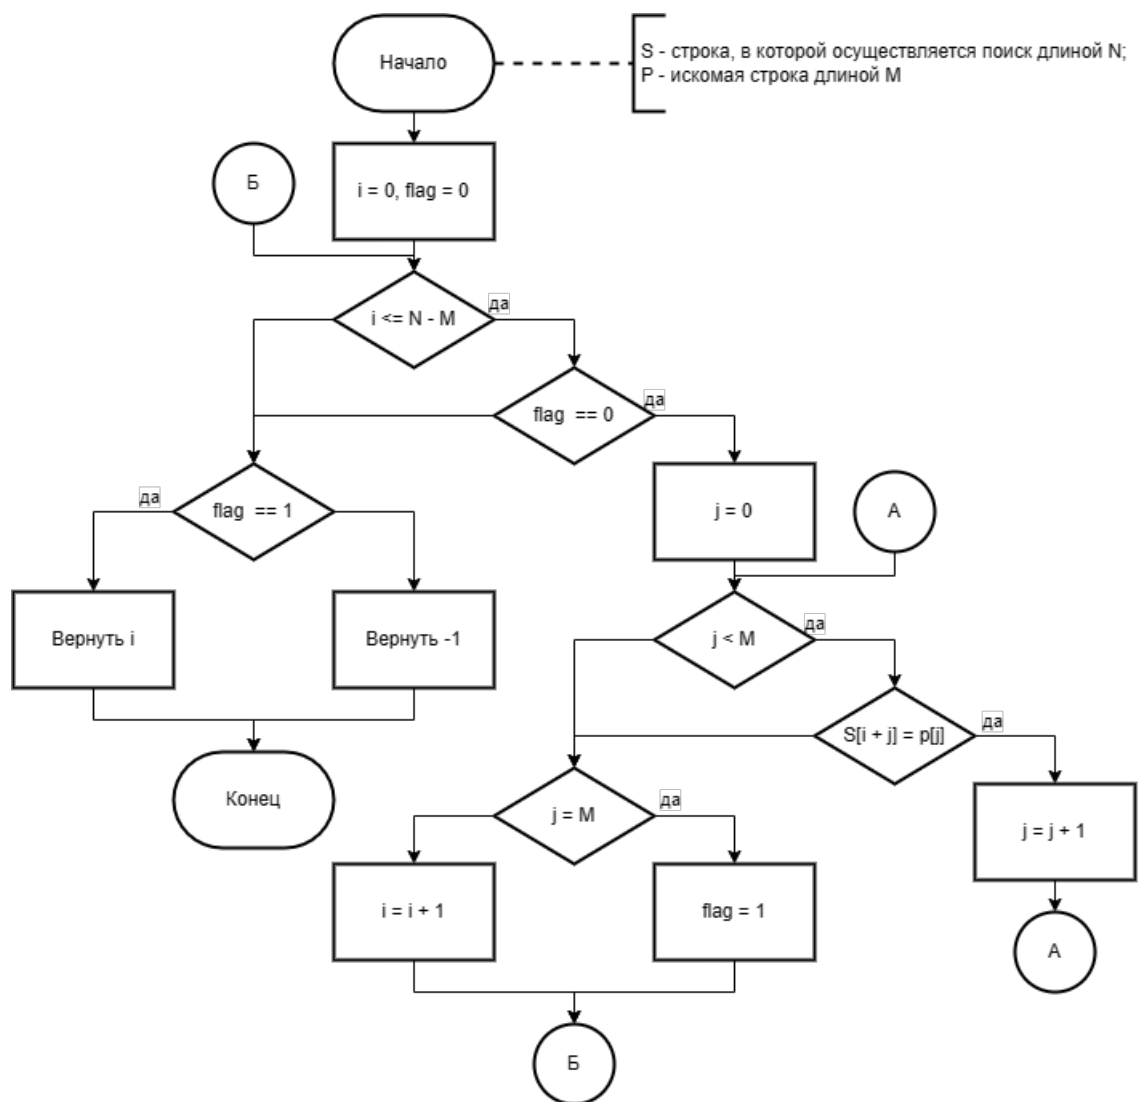 Начало
S - строка, в которой осуществляется поиск длиной N;
P - искомая строка длиной M
Б
i = 0, flag = 0
i <= N - M
да
flag == 0
да
flag == 1
да
j = 0
А
Вернуть i
Вернуть -1
j < M
да
S[i + j] = p[j]
да
Конец
j = M
да
j = j + 1
i = i + 1
flag = 1
А
Б